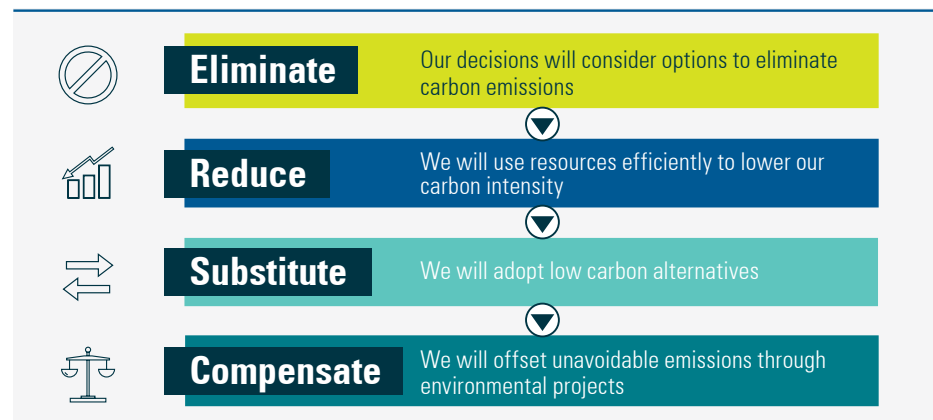 Eliminate
Our decisions will consider options to eliminate
carbon emissions
Reduce
We will use resources efficiently to lower our
carbon intensity
Substitute
We will adopt low carbon alternatives
Compensate
We will offset unavoidable emissions through
environmental projects